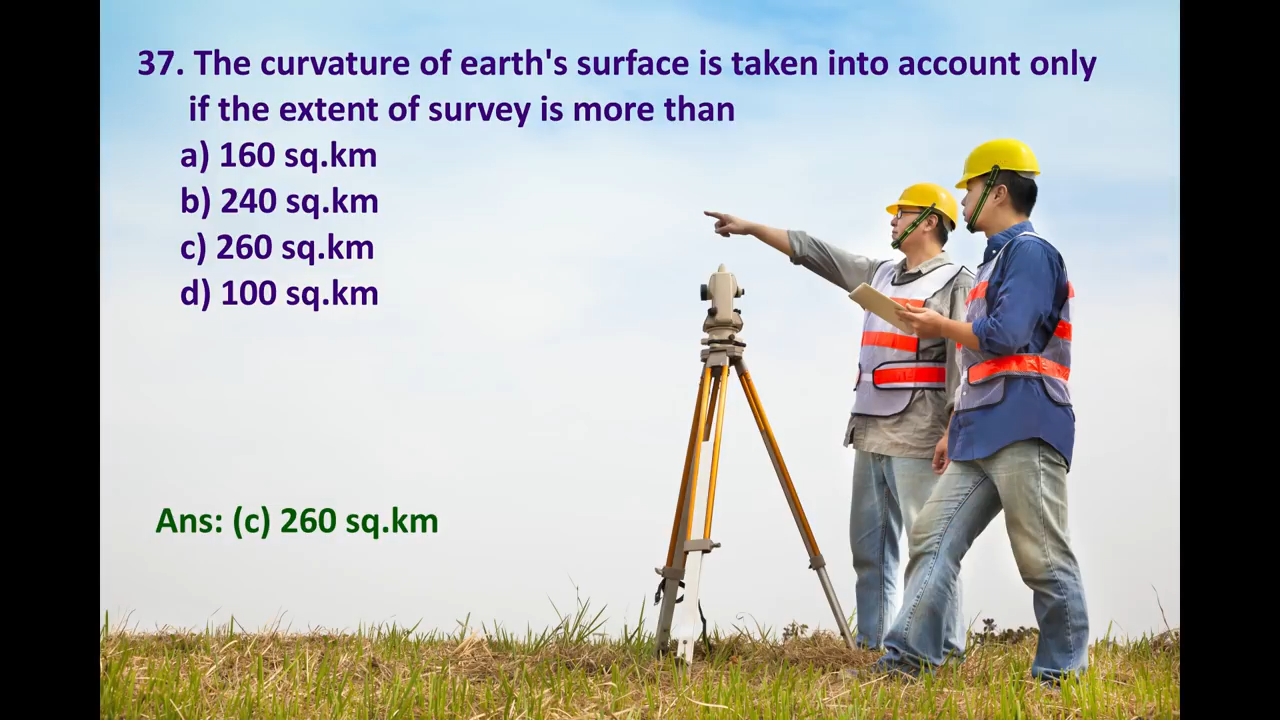 37. The curvature of earth's surface is taken into account only
if the extent of survey is more than
a) 160 sq.km
b) 240 sq.km
c) 260 sq.km
d) 100 sq.km
Ans: (c) 260 sq.km